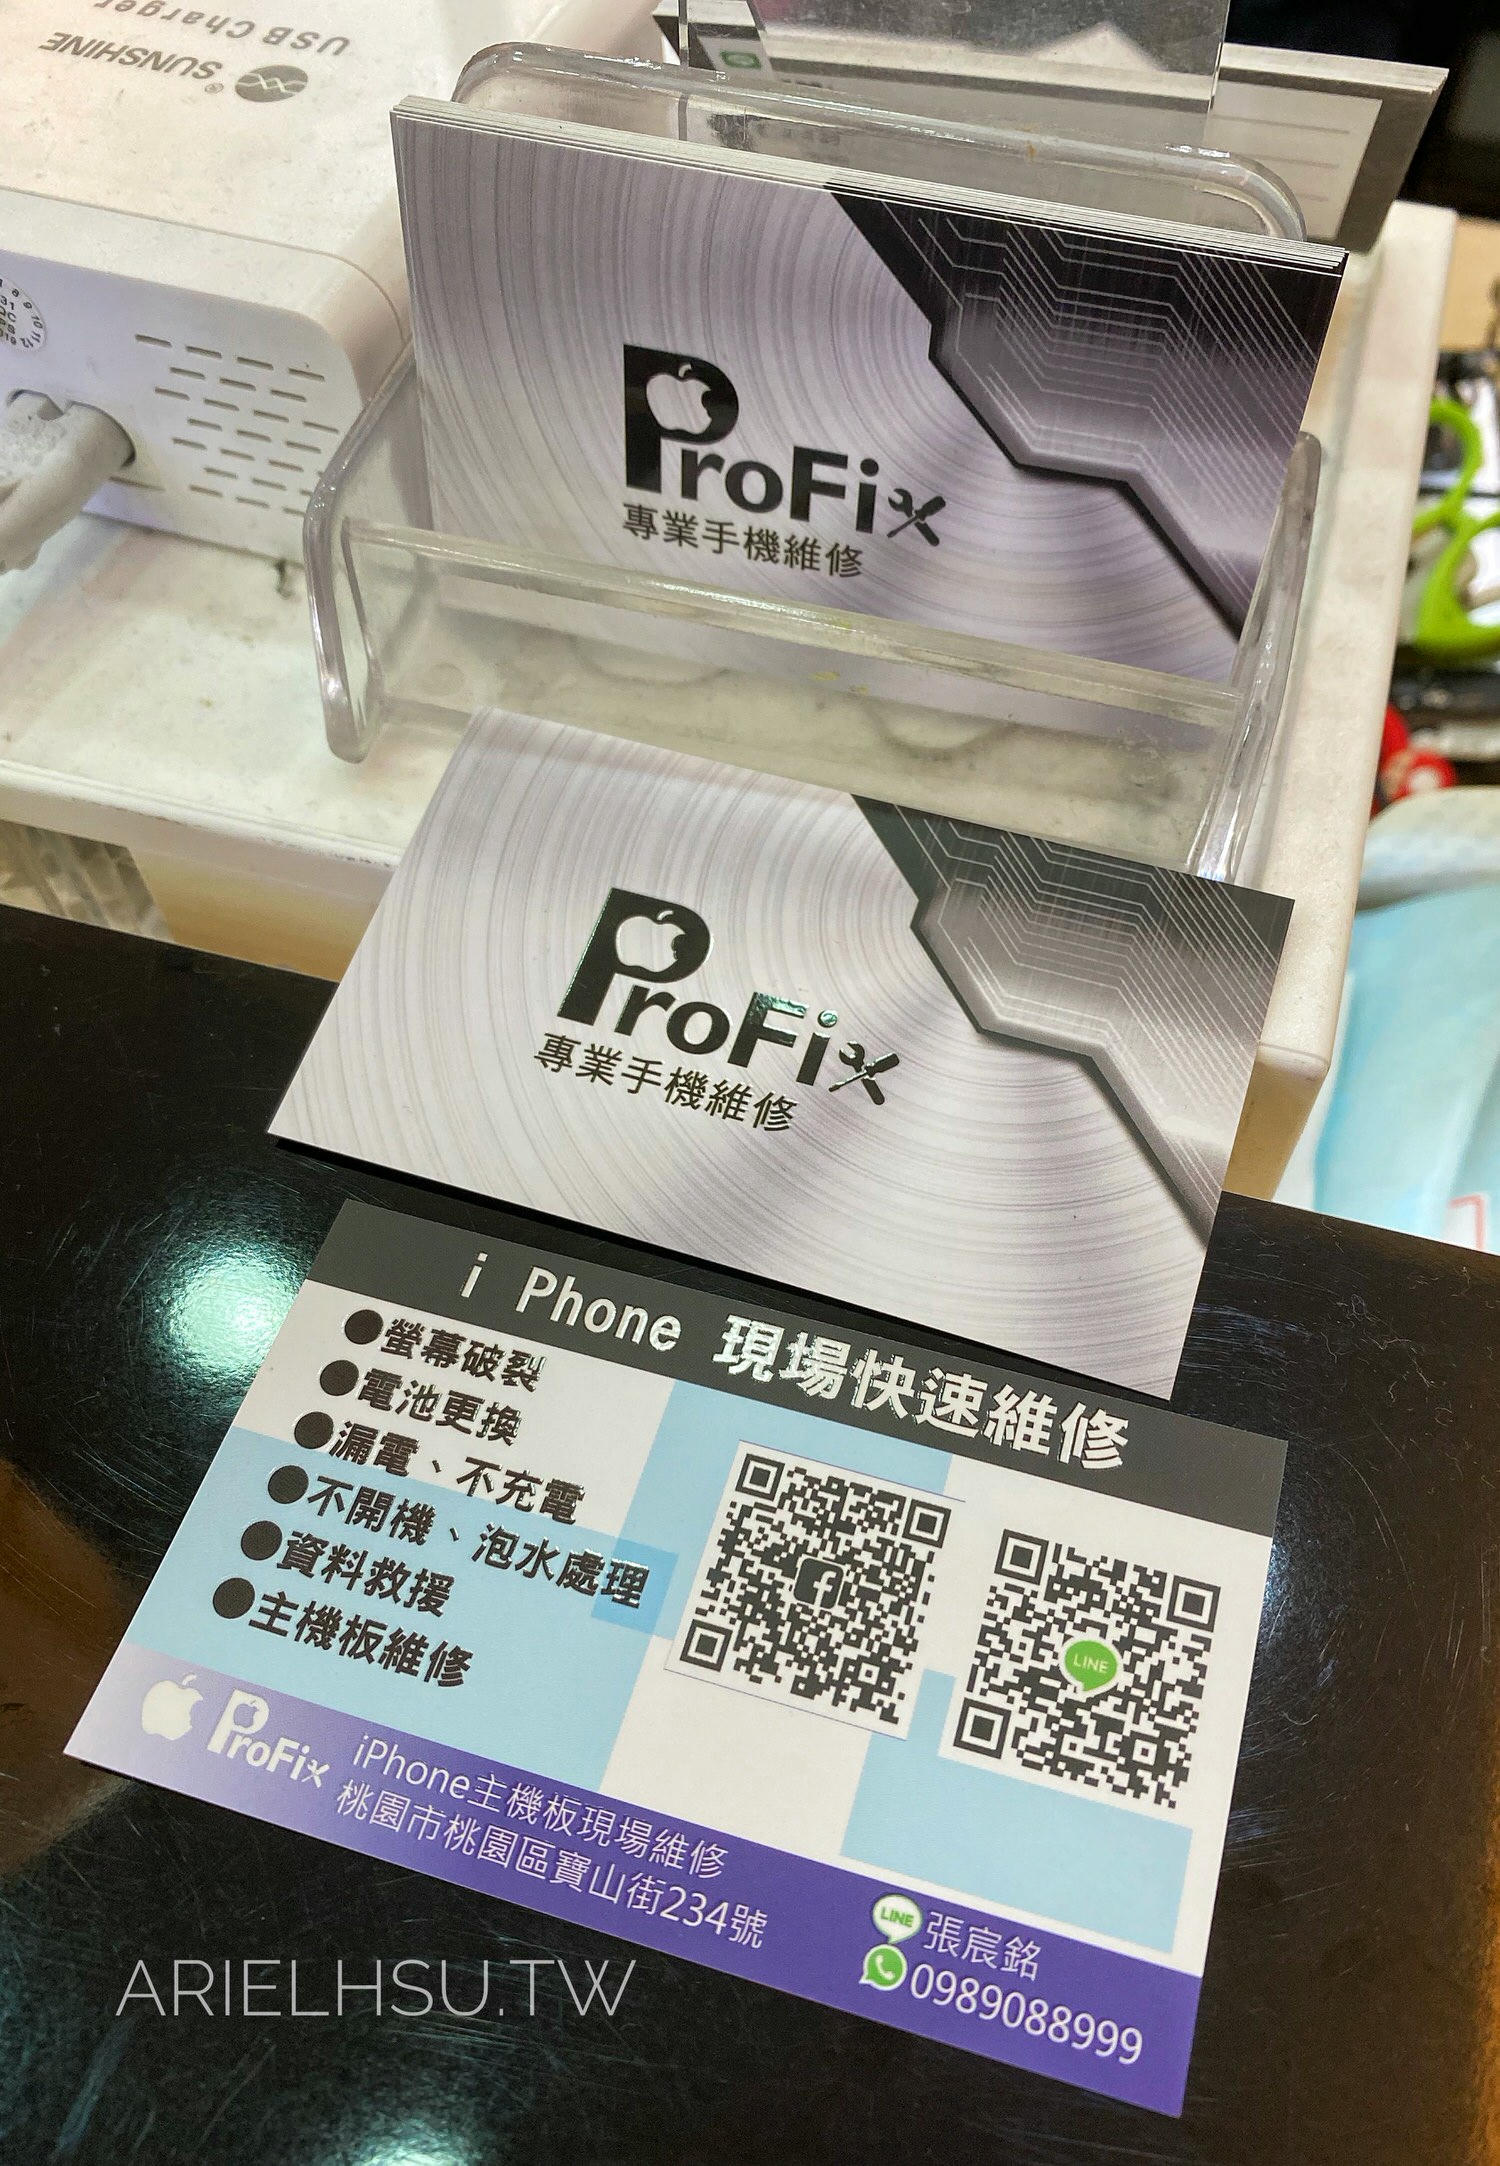 USB Charger
SUNSHINE®
ProFix
專業手機維修
ProFix
專業手機維修
i Phone 現場快速維修
●螢幕破裂
●電池更換
●漏電、不充電
●不開機、泡水處理
●資料救援
●主機板維修
LINE
ProFix
iPhone主機板現場維修
桃園市桃園區寶山街234號
LINE 張宸銘
0989088999
ARIELHSU.TW